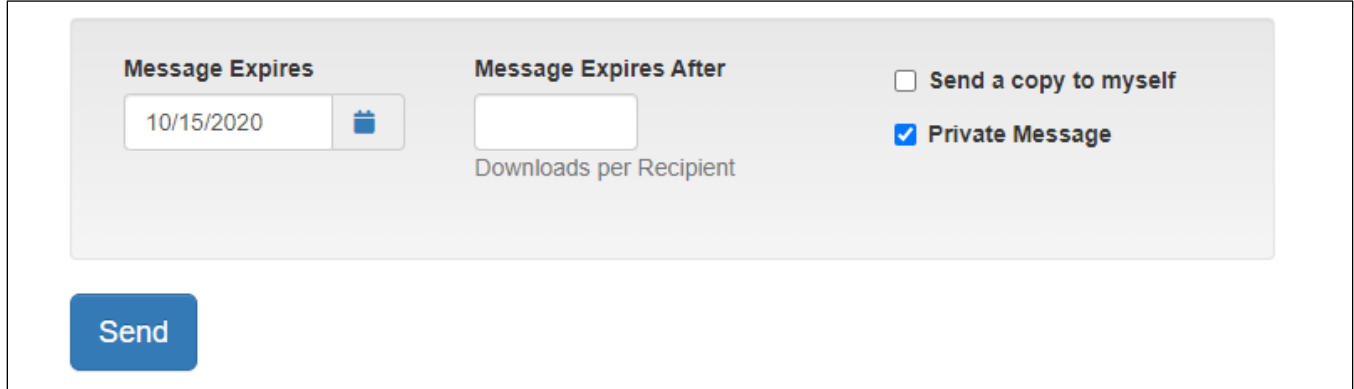 Message Expires
10/15/2020
Message Expires After
Downloads per Recipient
Send a copy to myself
Private Message
Send